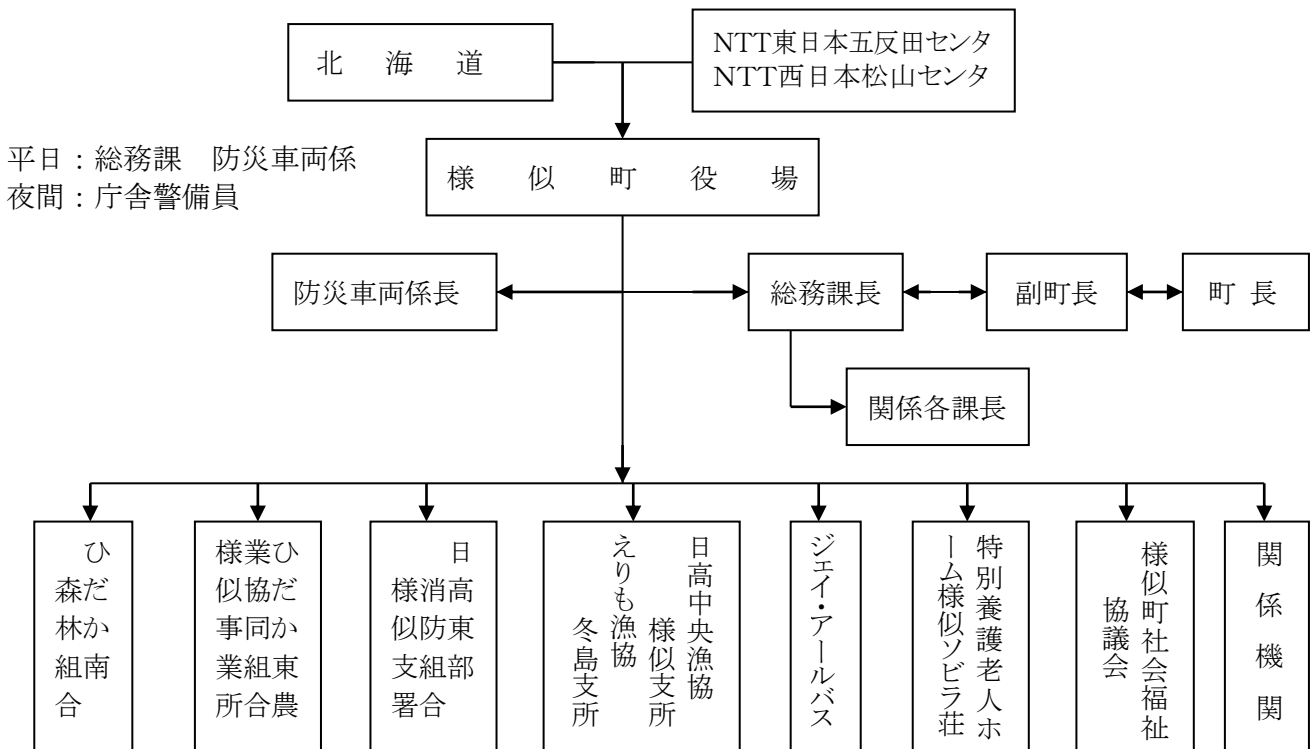 北海道
NTT東日本五反田センタ
NTT西日本松山センタ
平日：総務課　防災車両係
夜間：庁舎警備員
様似町役場
防災車両係長
総務課長
副町長
町長
関係各課長
ひだか南
森林組合
ひだか東農
業協同組合
様似事業所
日高東部
消防組合
様似支署
日高中央漁協
様似支所
えりも漁協
冬島支所
ジェイ・アールバス
特別養護老人ホ
ーム様似ソビラ荘
様似町社会福祉
協議会
関係機関